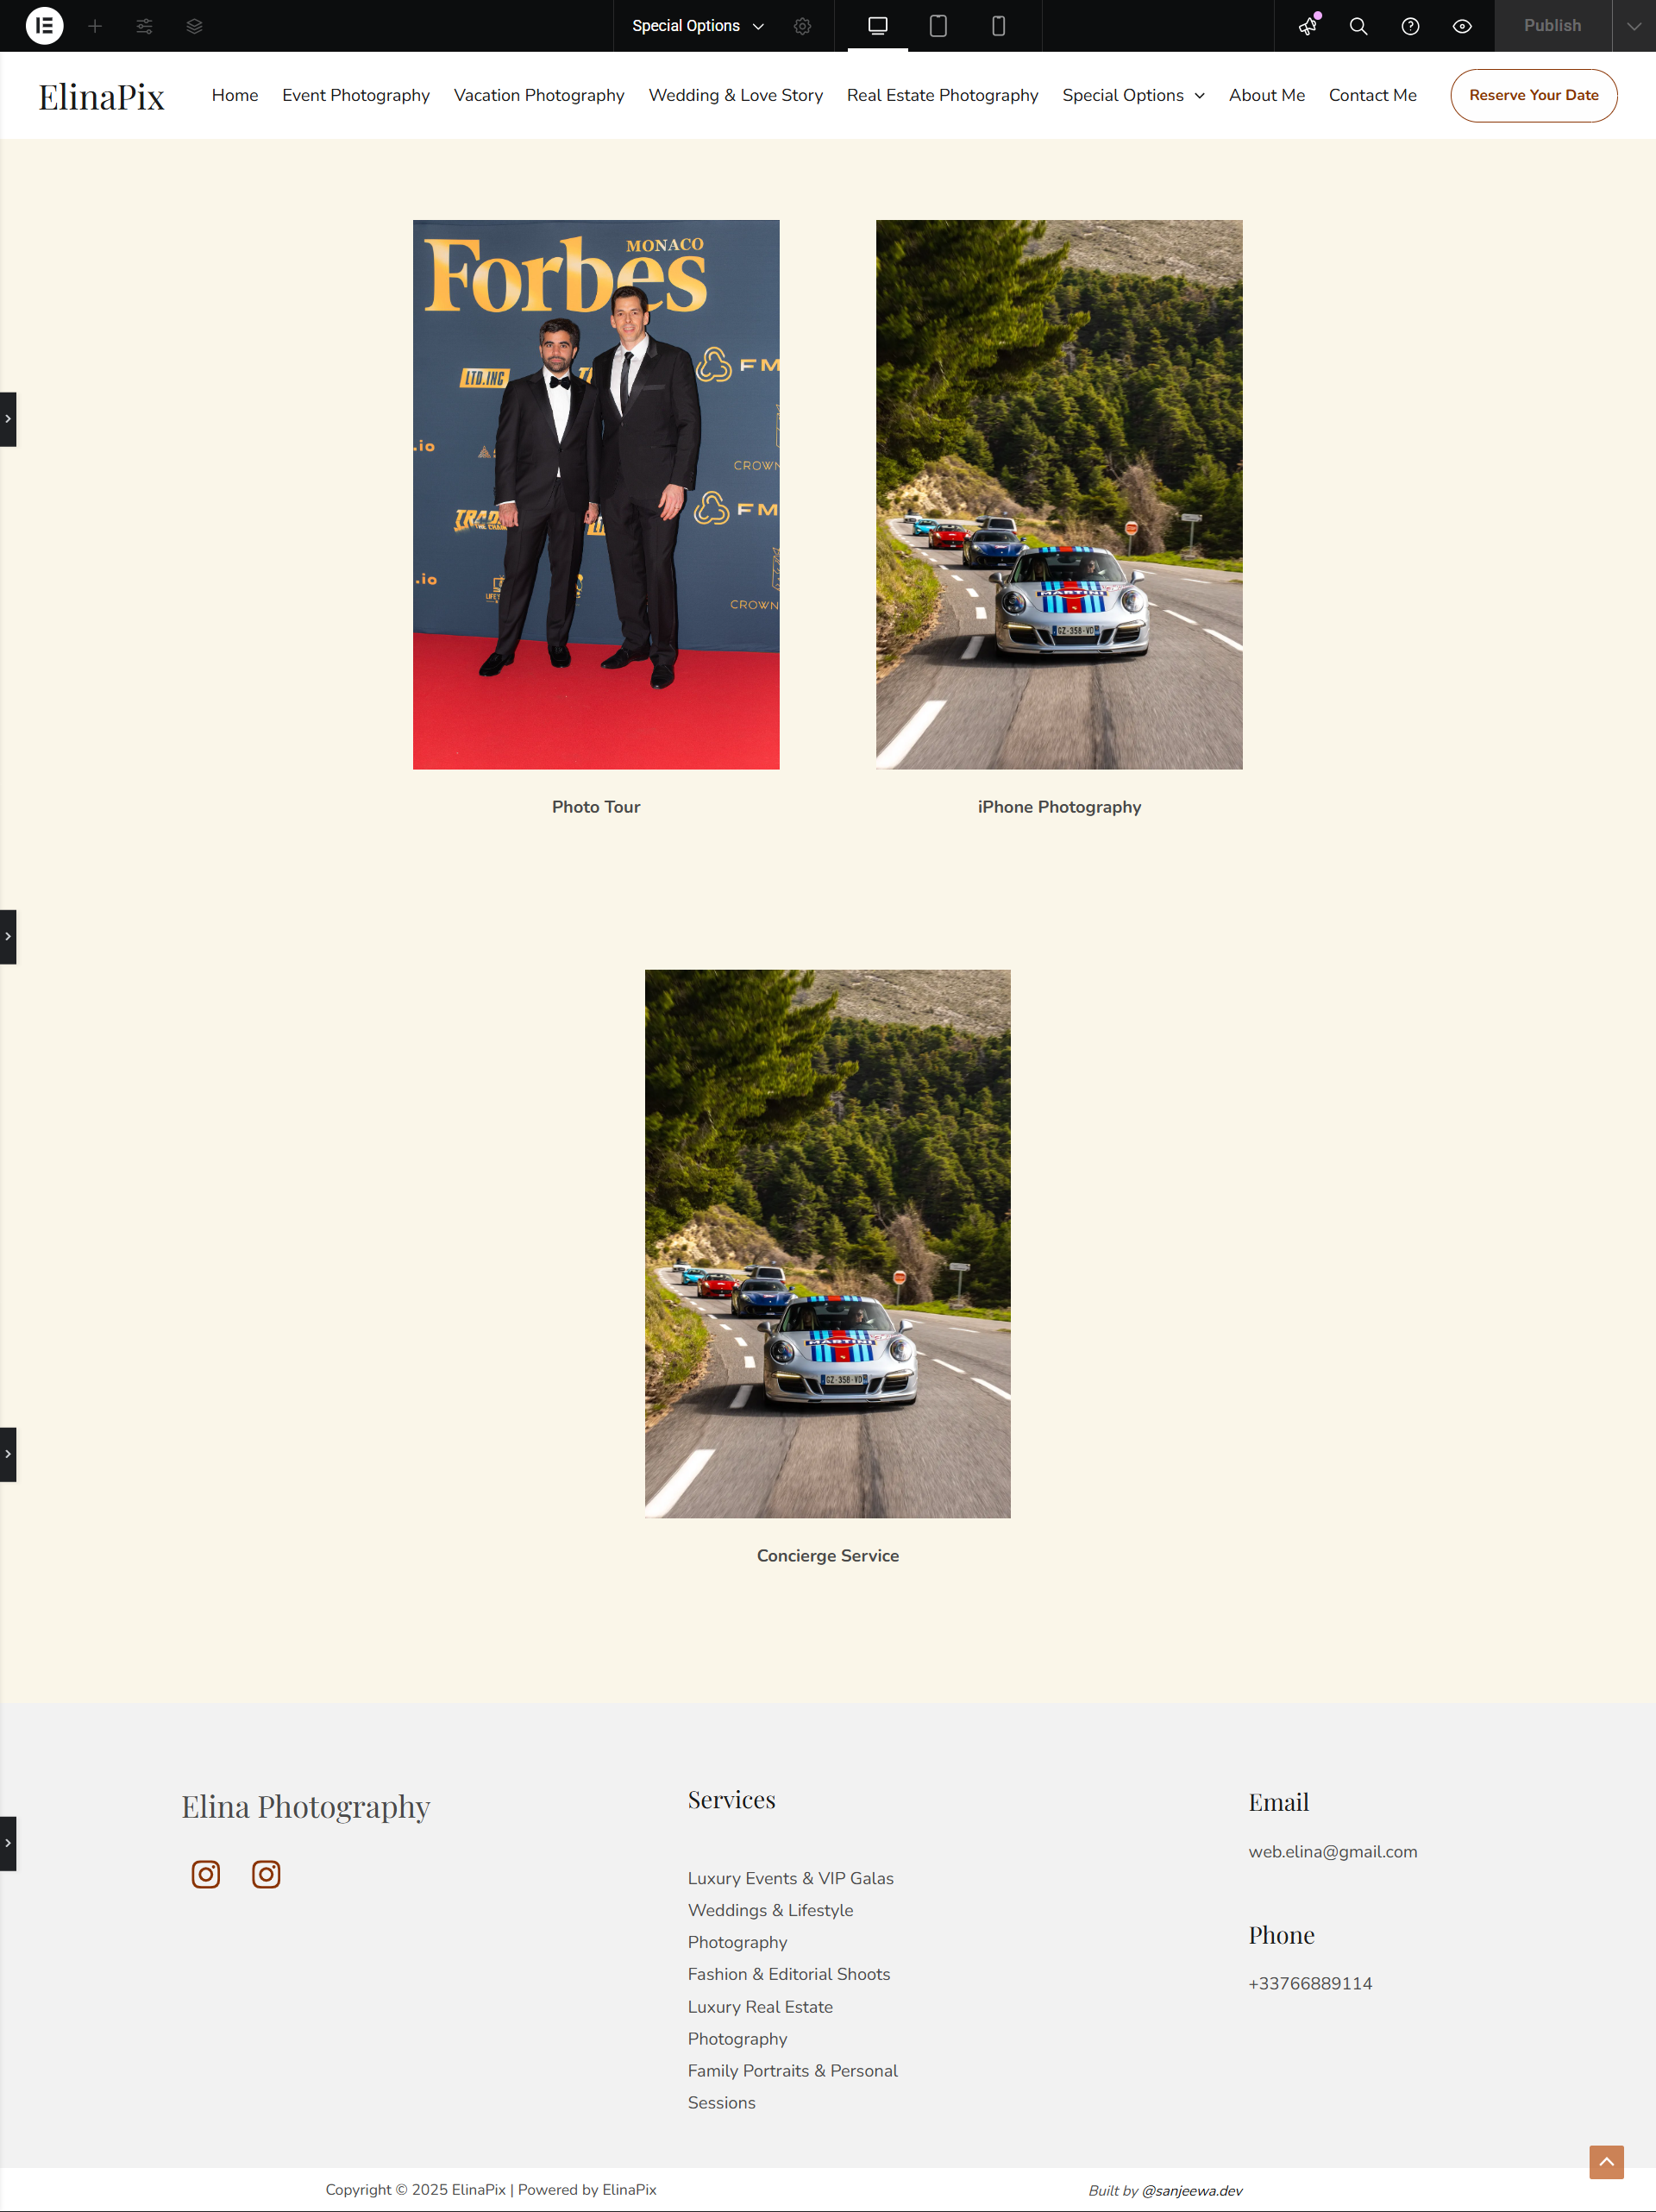 Special Options
Publish
ElinaPix
Home
Event Photography
Vacation Photography
Wedding & Love Story
Real Estate Photography
Special Options
About Me
Contact Me
Reserve Your Date
MONACO
Forbes
LTD.INC
FM
.io
CROWN
FM
.io
CROWN
MARTINI
GZ-358-VD
Photo Tour
iPhone Photography
MARTINI
GZ-358-VD
Concierge Service
Elina Photography
Services
Luxury Events & VIP Galas
Weddings & Lifestyle
Photography
Fashion & Editorial Shoots
Luxury Real Estate
Photography
Family Portraits & Personal
Sessions
Email
web.elina@gmail.com
Phone
+33766889114
Copyright © 2025 ElinaPix | Powered by ElinaPix
Built by @sanjeewa.dev